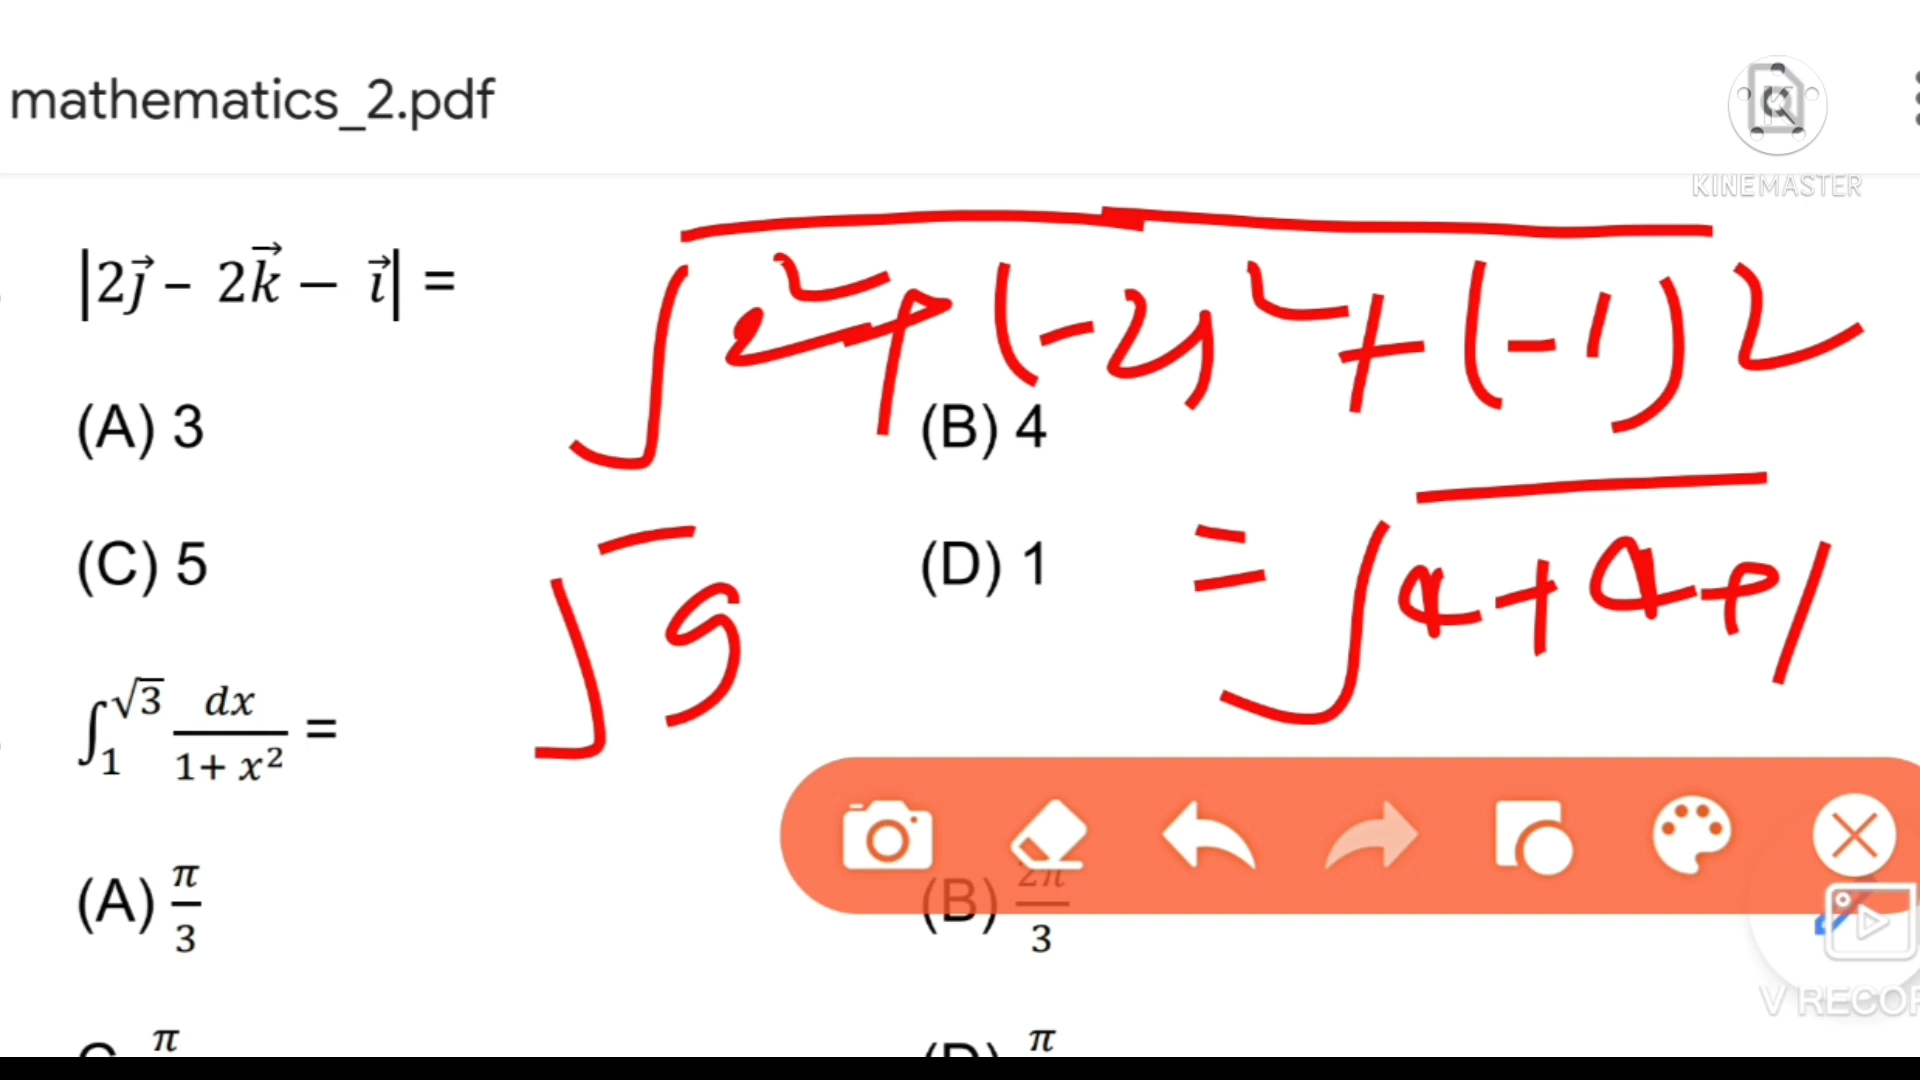 mathematics_2.pdf
KINEMASTER
|2j⃗ – 2k⃗ – i⃗| = √2²+(-2)²+(-1)2
(A) 3 (B) 4
(C) 5 √9 (D) 1 = √4+4+1
∫₁^√3 dx/1+ x² =
(A) π/3 (B) 2π/3
V RECOR
π (D) π